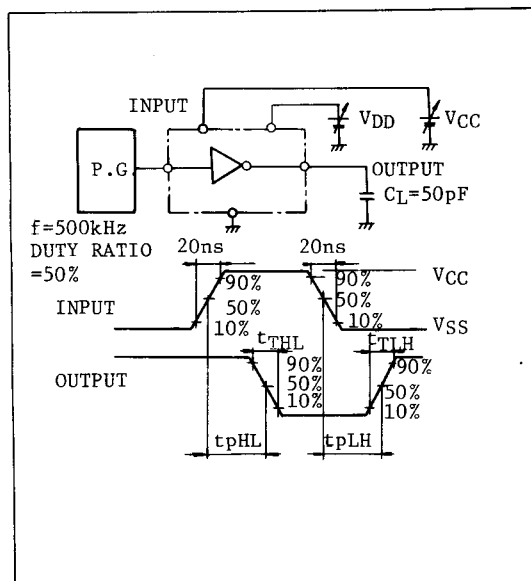 INPUT
VDD
VCC
P.G
OUTPUT
CL=50pF
f=500kHz
DUTY RATIO
=50%
20ns
20ns
90%
90%
VCC
INPUT
50%
50%
10%
10%
VSS
tTHL
tTLH
OUTPUT
90%
90%
50%
50%
10%
10%
tpHL
tpLH